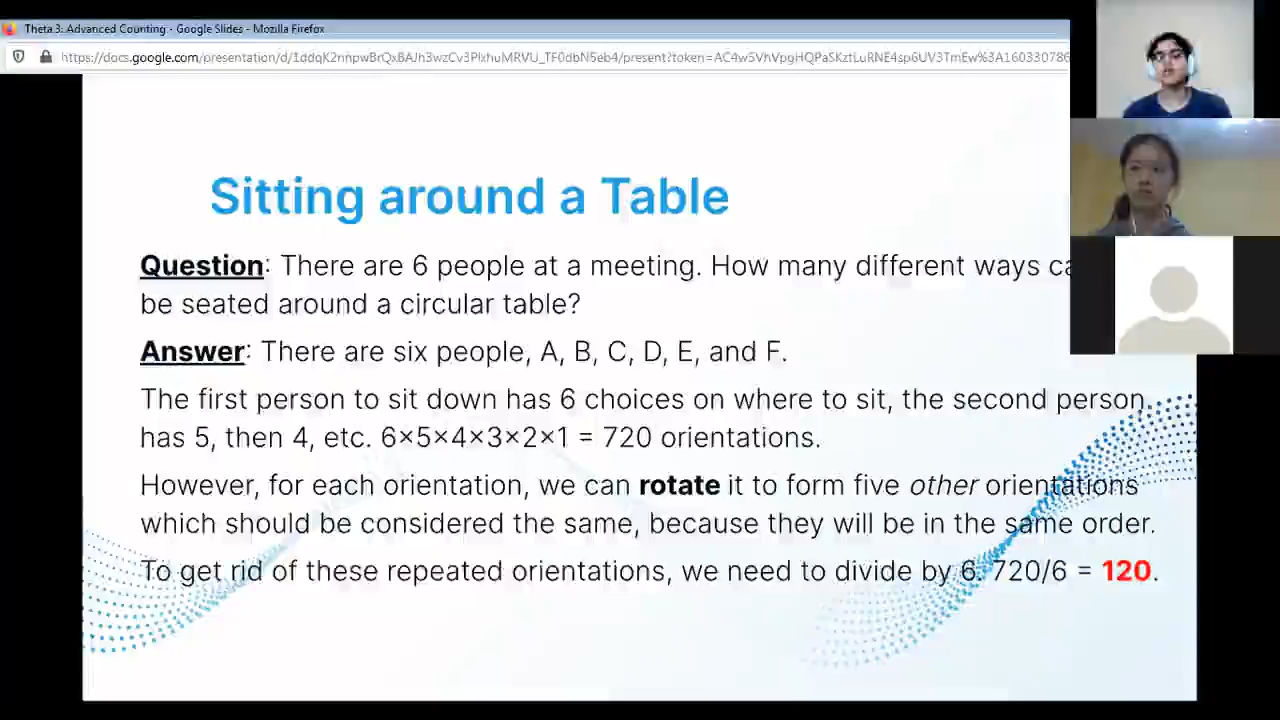 Theta 3: Advanced Counting - Google Slides - Mozilla Firefox
Sitting around a Table
Question: There are 6 people at a meeting. How many different ways
be seated around a circular table?
Answer: There are six people, A, B, C, D, E, and F.
The first person to sit down has 6 choices on where to sit, the second person
has 5, then 4, etc. 6×5×4×3×2×1 = 720 orientations.
However, for each orientation, we can rotate it to form five other orientations
which should be considered the same, because they will be in the same order.
To get rid of these repeated orientations, we need to divide by 6. 720/6 = 120.